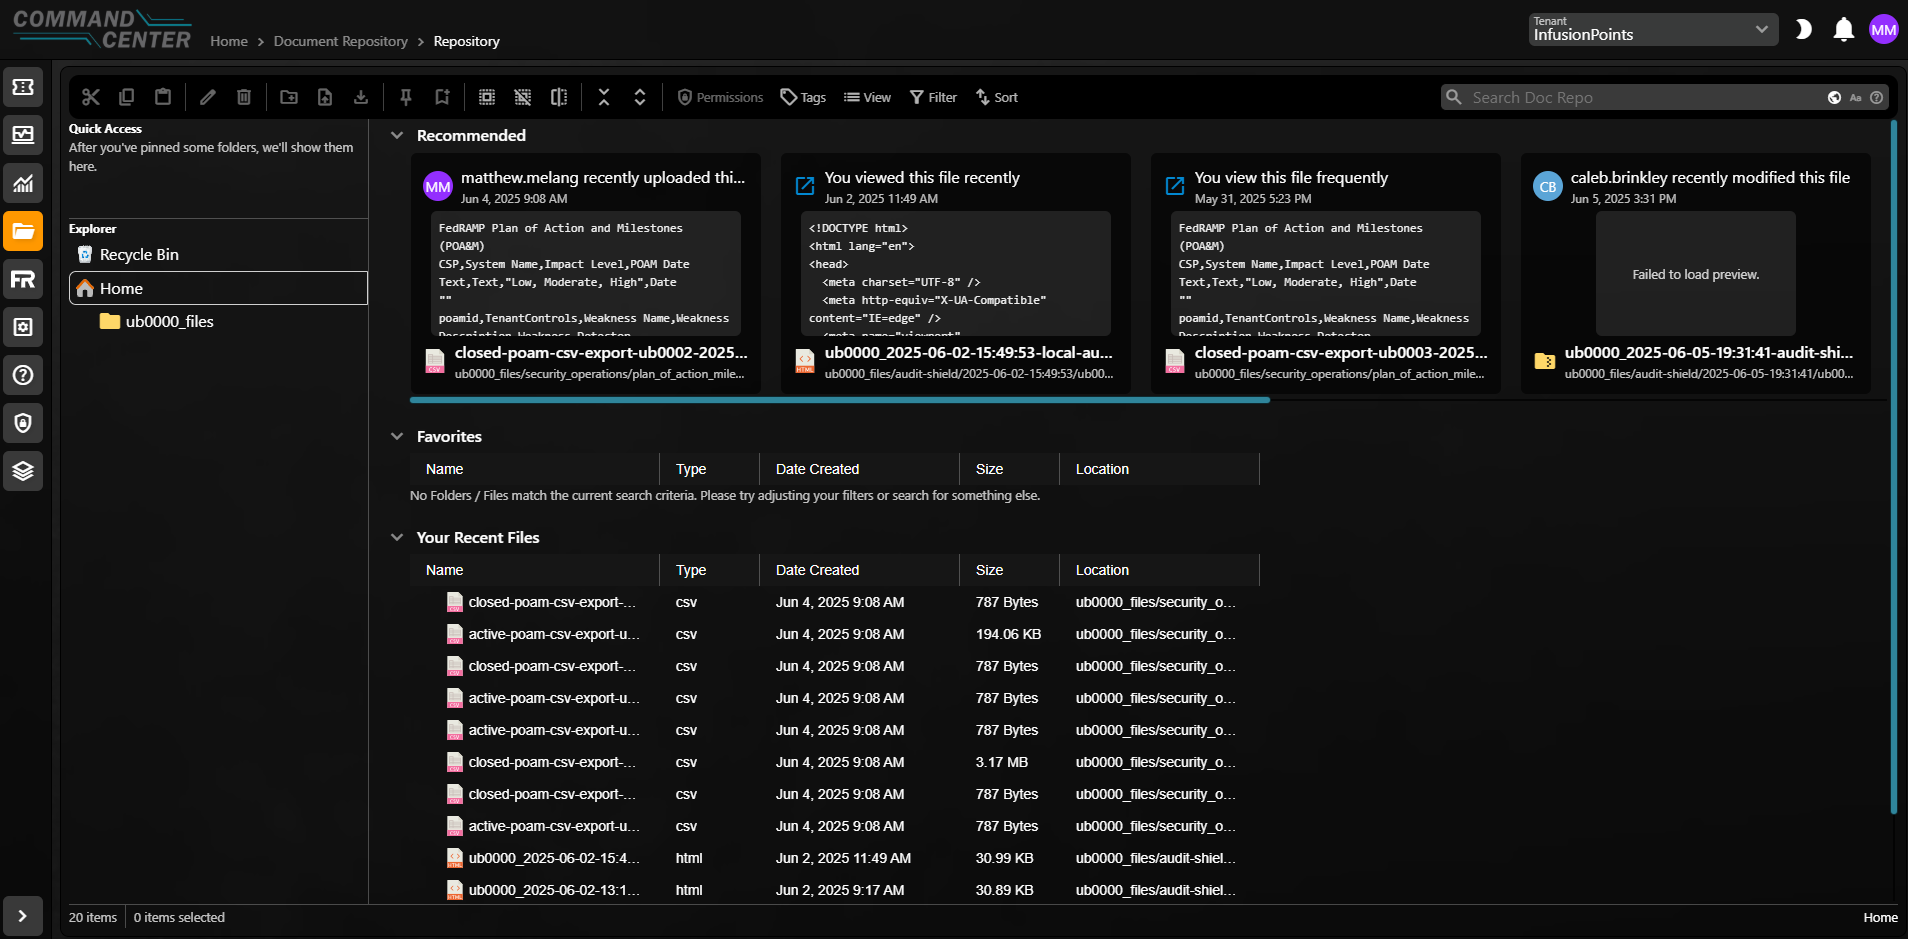 COMMAND
CENTER
Home > Document Repository > Repository
Tenant
InfusionPoints
MM
Permissions Tags View Filter Sort
Search Doc Repo
Aa
FR
Quick Access
After you've pinned some folders, we'll show them
here.
Explorer
Recycle Bin
Home
ub0000_files
Recommended
MM
matthew.melang recently uploaded thi...
Jun 4, 2025 9:08 AM
FedRAMP Plan of Action and Milestones
(POA&M)
CSP,System Name,Impact Level,POAM Date
Text,Text,"Low, Moderate, High",Date
""
poamid,TenantControls,Weakness Name,Weakness
Description,Weakness Detector
closed-poam-csv-export-ub0002-2025...
ub0000_files/security_operations/plan_of_action_mile...
You viewed this file recently
Jun 2, 2025 11:49 AM
<!DOCTYPE html>
<html lang="en">
<head>
<meta charset="UTF-8" />
<meta http-equiv="X-UA-Compatible"
content="IE=edge" />
<meta name="viewport"
ub0000_2025-06-02-15:49:53-local-au...
ub0000_files/audit-shield/2025-06-02-15:49:53/ub00...
You view this file frequently
May 31, 2025 5:23 PM
FedRAMP Plan of Action and Milestones
(POA&M)
CSP,System Name,Impact Level,POAM Date
Text,Text,"Low, Moderate, High",Date
""
poamid,TenantControls,Weakness Name,Weakness
Description,Weakness Detector
closed-poam-csv-export-ub0003-2025...
ub0000_files/security_operations/plan_of_action_mile...
CB
caleb.brinkley recently modified this file
Jun 5, 2025 3:31 PM
Failed to load preview.
ub0000_2025-06-05-19:31:41-audit-shi...
ub0000_files/audit-shield/2025-06-05-19:31:41/ub00...
Favorites
Name Type Date Created Size Location
No Folders / Files match the current search criteria. Please try adjusting your filters or search for something else.
Your Recent Files
Name Type Date Created Size Location
closed-poam-csv-export-... csv Jun 4, 2025 9:08 AM 787 Bytes ub0000_files/security_o...
active-poam-csv-export-u... csv Jun 4, 2025 9:08 AM 194.06 KB ub0000_files/security_o...
closed-poam-csv-export-... csv Jun 4, 2025 9:08 AM 787 Bytes ub0000_files/security_o...
active-poam-csv-export-u... csv Jun 4, 2025 9:08 AM 787 Bytes ub0000_files/security_o...
active-poam-csv-export-u... csv Jun 4, 2025 9:08 AM 787 Bytes ub0000_files/security_o...
closed-poam-csv-export-... csv Jun 4, 2025 9:08 AM 3.17 MB ub0000_files/security_o...
closed-poam-csv-export-... csv Jun 4, 2025 9:08 AM 787 Bytes ub0000_files/security_o...
active-poam-csv-export-u... csv Jun 4, 2025 9:08 AM 787 Bytes ub0000_files/security_o...
ub0000_2025-06-02-15:4... html Jun 2, 2025 11:49 AM 30.99 KB ub0000_files/audit-shiel...
ub0000_2025-06-02-13:1... html Jun 2, 2025 9:17 AM 30.89 KB ub0000_files/audit-shiel...
20 items 0 items selected
Home